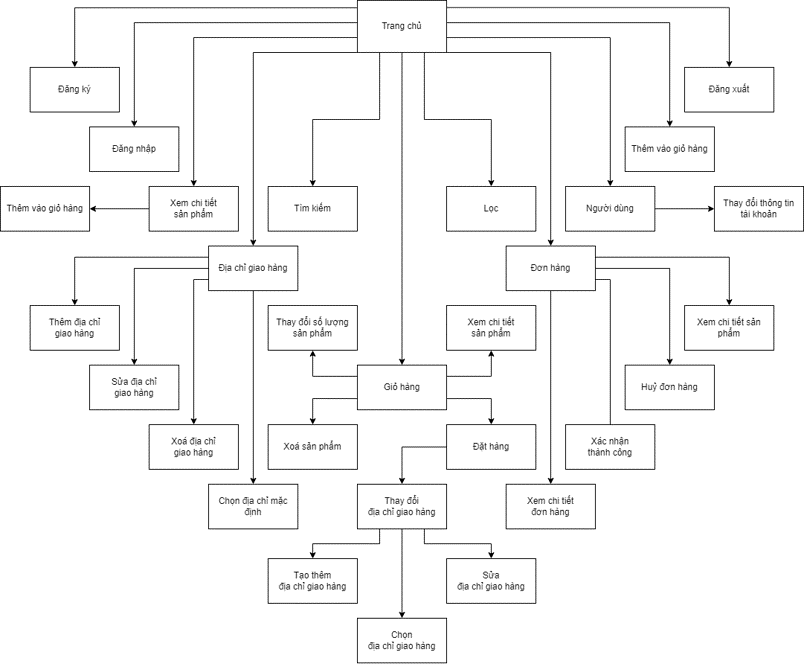 Trang chủ
Đăng ký
Đăng xuất
Đăng nhập
Thêm vào giỏ hàng
Thêm vào giỏ hàng
Xem chi tiết
sản phẩm
Tím kiếm
Lọc
Người dùng
Thay đổi thông tin
tài khoản
Địa chỉ giao hàng
Đơn hàng
Thêm địa chỉ
giao hàng
Thay đổi số lượng
sản phẩm
Xem chi tiết
sản phẩm
Xem chi tiết sản
phẩm
Sửa địa chỉ
giao hàng
Giỏ hàng
Huỷ đơn hàng
Xoá địa chỉ
giao hàng
Xoá sản phẩm
Đặt hàng
Xác nhận
thành công
Chọn địa chỉ mặc
định
Thay đổi
địa chỉ giao hàng
Xem chi tiết
đơn hàng
Tạo thêm
địa chỉ giao hàng
Sửa
địa chỉ giao hàng
Chọn
địa chỉ giao hàng